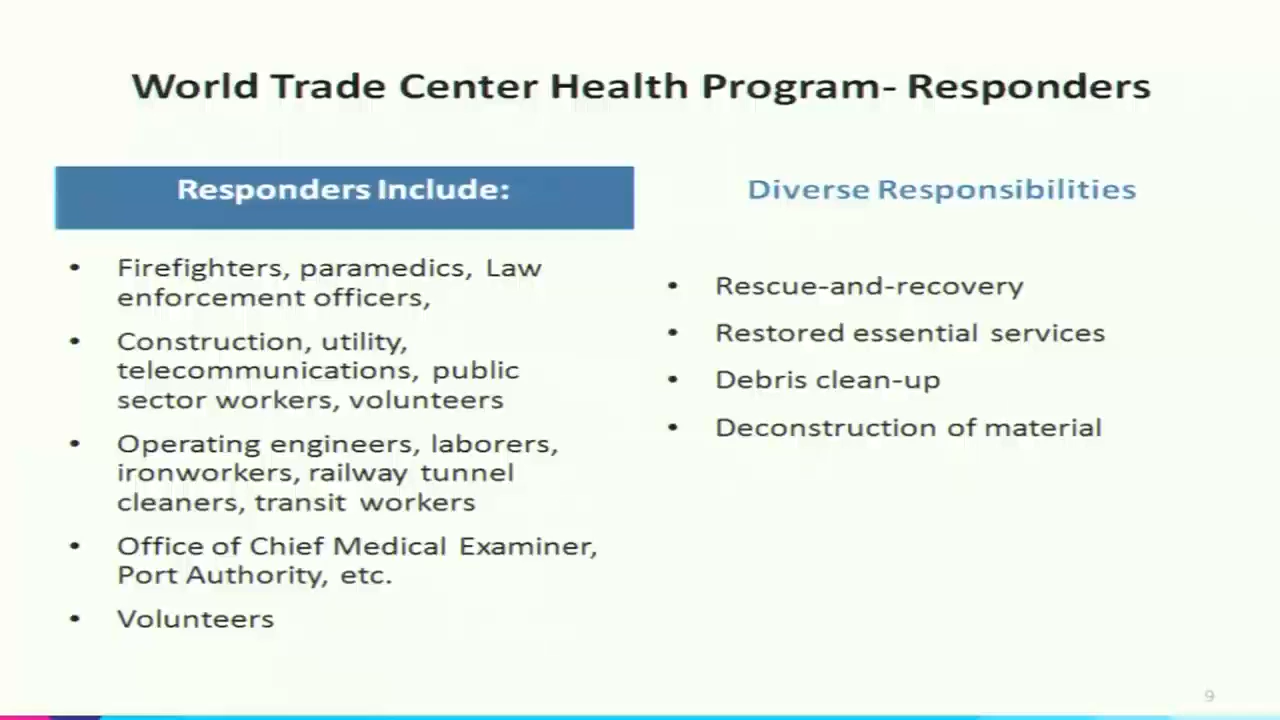 World Trade Center Health Program- Responders
Responders Include:
• Firefighters, paramedics, Law
enforcement officers,
• Construction, utility,
telecommunications, public
sector workers, volunteers
• Operating engineers, laborers,
ironworkers, railway tunnel
cleaners, transit workers
• Office of Chief Medical Examiner,
Port Authority, etc.
• Volunteers
Diverse Responsibilities
• Rescue-and-recovery
• Restored essential services
• Debris clean-up
• Deconstruction of material
9